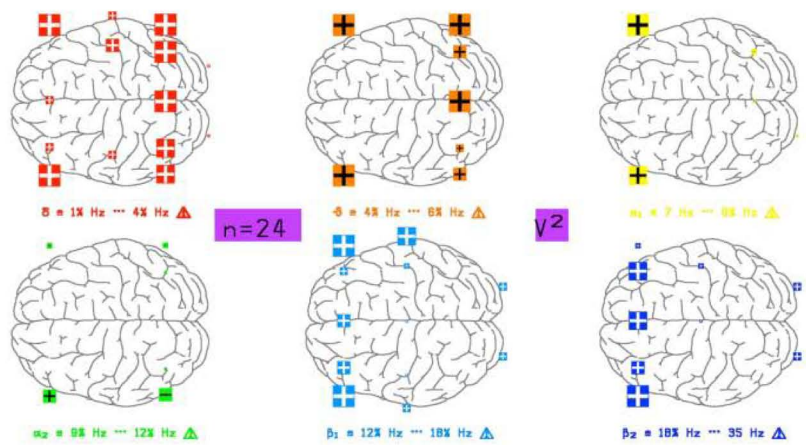 δ = 1½ Hz ··· 4½ Hz
ϑ = 4½ Hz ··· 6½ Hz
α₁ = 7 Hz ··· 9½ Hz
n=24
V²
α₂ = 9½ Hz ··· 12½ Hz
β₁ = 12½ Hz ··· 18½ Hz
β₂ = 18½ Hz ··· 35 Hz